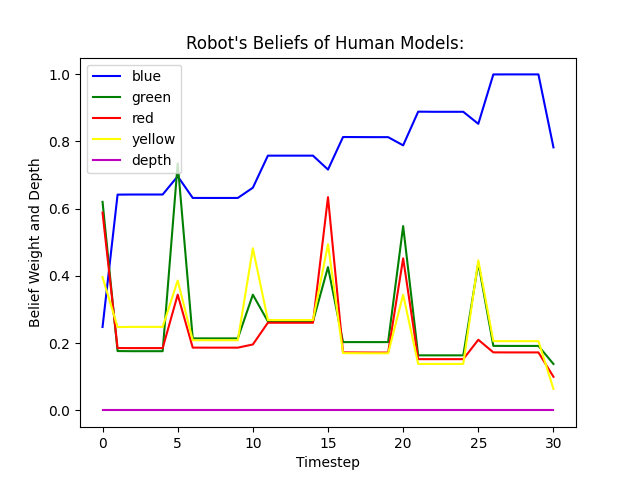 Robot's Beliefs of Human Models:
blue
green
red
yellow
depth
Belief Weight and Depth
1.0
0.8
0.6
0.4
0.2
0.0
0 5 10 15 20 25 30
Timestep